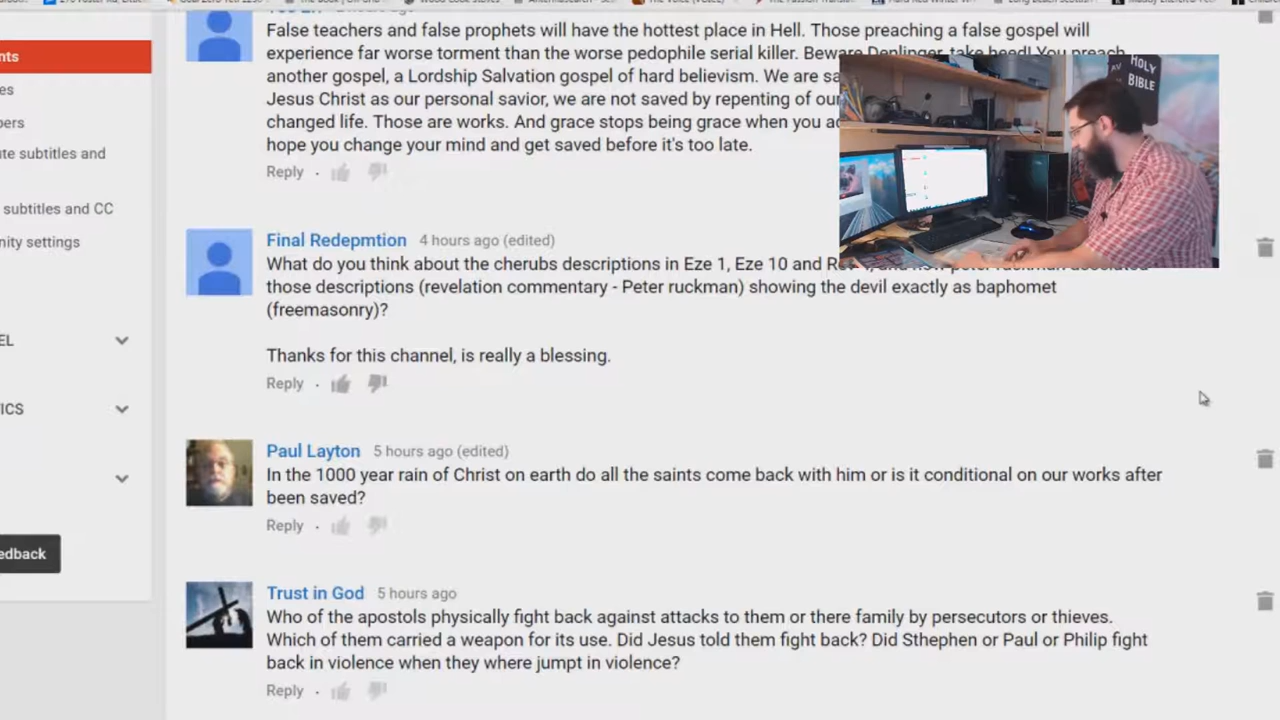 False teachers and false prophets will have the hottest place in Hell. Those preaching a false gospel will
experience far worse torment than the worse pedophile serial killer. Beware Denlinger, take heed! You preach
another gospel, a Lordship Salvation gospel of hard believism. We are sa
Jesus Christ as our personal savior, we are not saved by repenting of our
changed life. Those are works. And grace stops being grace when you a
hope you change your mind and get saved before it's too late.
Reply
HOLY
BIBLE
AV
nts
es
pers
ute subtitles and
subtitles and CC
nity settings
EL
ICS
edback
Final Redepmtion 4 hours ago (edited)
What do you think about the cherubs descriptions in Eze 1, Eze 10 and
those descriptions (revelation commentary - Peter ruckman) showing the devil exactly as baphomet
(freemasonry)?
Thanks for this channel, is really a blessing.
Reply
Paul Layton 5 hours ago (edited)
In the 1000 year rain of Christ on earth do all the saints come back with him or is it conditional on our works after
been saved?
Reply
Trust in God 5 hours ago
Who of the apostols physically fight back against attacks to them or there family by persecutors or thieves.
Which of them carried a weapon for its use. Did Jesus told them fight back? Did Sthephen or Paul or Philip fight
back in violence when they where jumpt in violence?
Reply